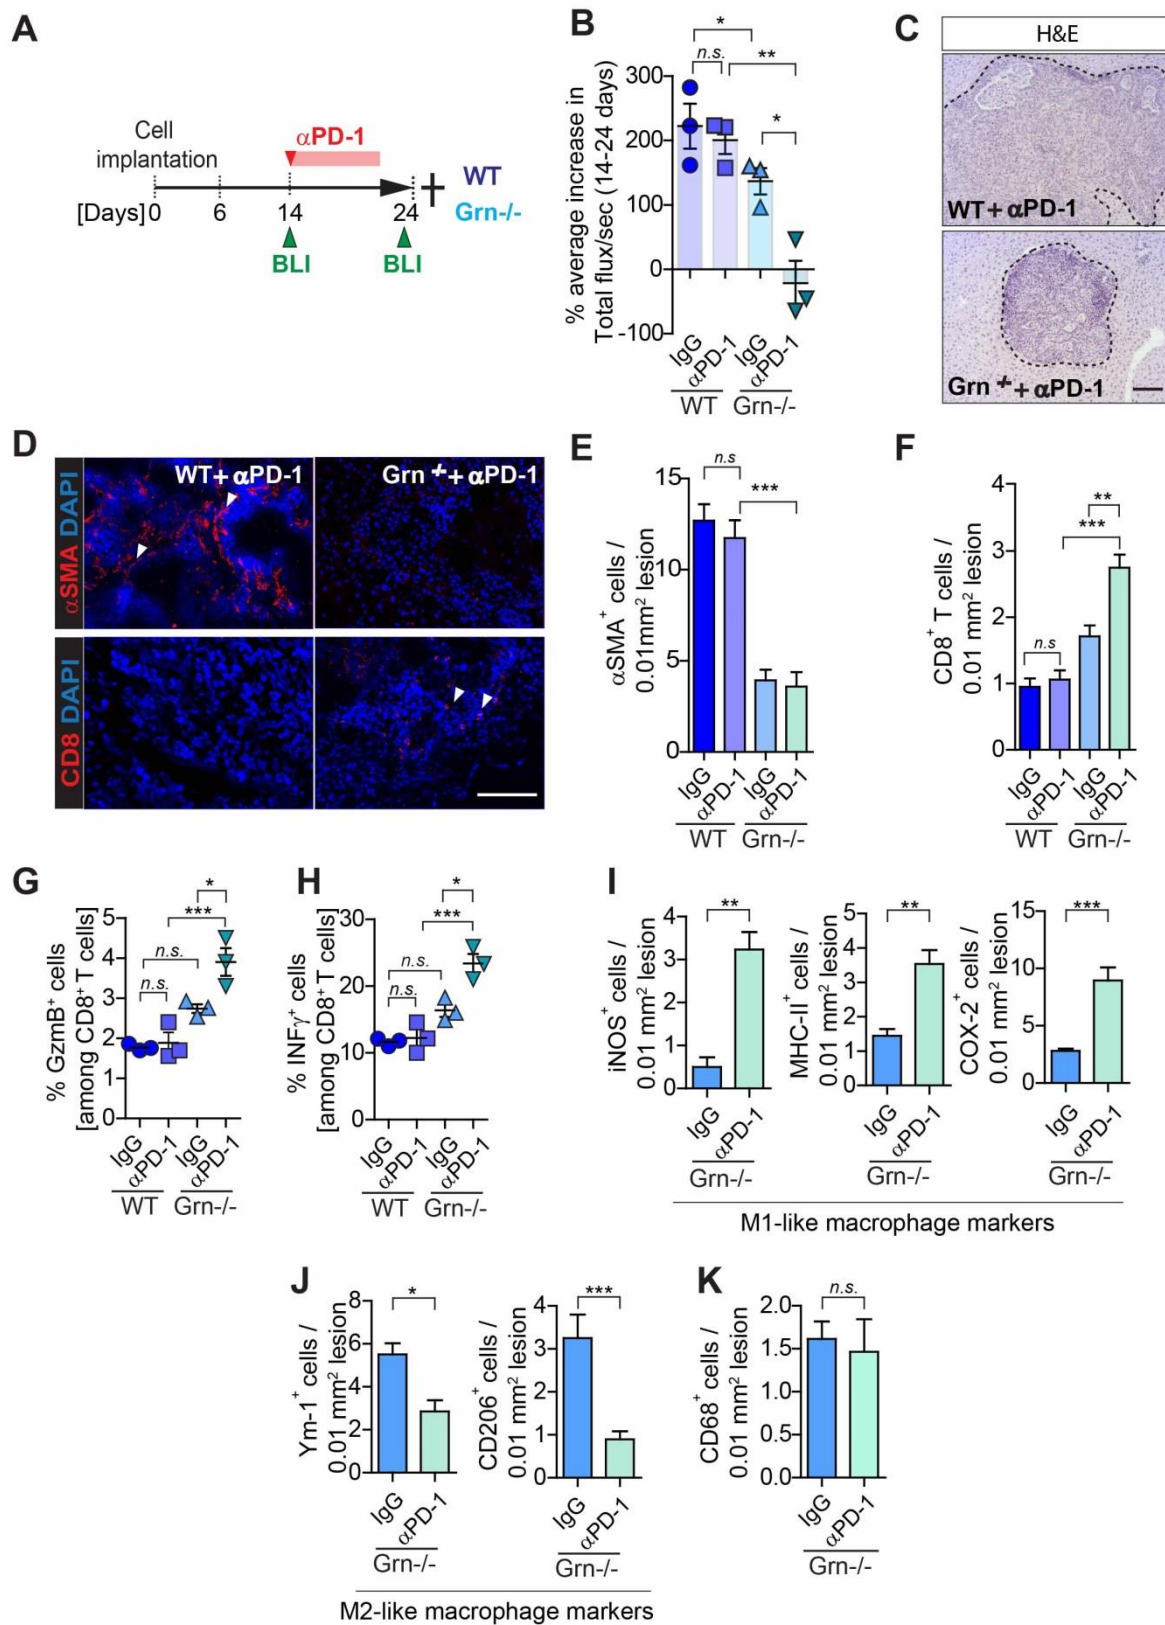 A
Cell
implantation
αPD-1
WT
Grn-/-
[Days] 0 6 14 24
BLI BLI
B
% average increase in
Total flux/sec (14-24 days)
* n.s. ** *
300
200
100
0
-100
IgG αPD-1 IgG αPD-1
WT Grn-/-
C
H&E
WT+ αPD-1
Grn -/- + αPD-1
D
αSMA DAPI
WT+ αPD-1 Grn -/- + αPD-1
CD8 DAPI
E
αSMA+ cells /
0.01mm² lesion
n.s ***
15
10
5
0
IgG αPD-1 IgG αPD-1
WT Grn-/-
F
CD8+ T cells /
0.01 mm² lesion
n.s *** **
4
3
2
1
0
IgG αPD-1 IgG αPD-1
WT Grn-/-
G
% GzmB+ cells
[among CD8+ T cells]
n.s. n.s. *** *
5
4
3
2
1
0
IgG αPD-1 IgG αPD-1
WT Grn-/-
H
% INFγ+ cells
[among CD8+ T cells]
n.s. n.s. *** *
30
20
10
0
IgG αPD-1 IgG αPD-1
WT Grn-/-
I
iNOS+ cells /
0.01 mm² lesion
**
4
3
2
1
0
IgG αPD-1
Grn-/-
MHC-II+ cells /
0.01 mm² lesion
**
5
4
3
2
1
0
IgG αPD-1
Grn-/-
COX-2+ cells /
0.01 mm² lesion
***
15
10
5
0
IgG αPD-1
Grn-/-
M1-like macrophage markers
J
Ym-1+ cells /
0.01 mm² lesion
*
8
6
4
2
0
IgG αPD-1
Grn-/-
CD206+ cells /
0.01 mm² lesion
***
4
3
2
1
0
IgG αPD-1
Grn-/-
M2-like macrophage markers
K
CD68+ cells /
0.01 mm² lesion
n.s.
2.0
1.5
1.0
0.5
0.0
IgG αPD-1
Grn-/-